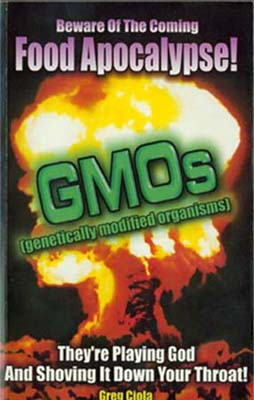 Beware Of The Coming
Food Apocalypse!
GMOs
(genetically modified organisms)
They're Playing God
And Shoving It Down Your Throat!
Greg Ciola